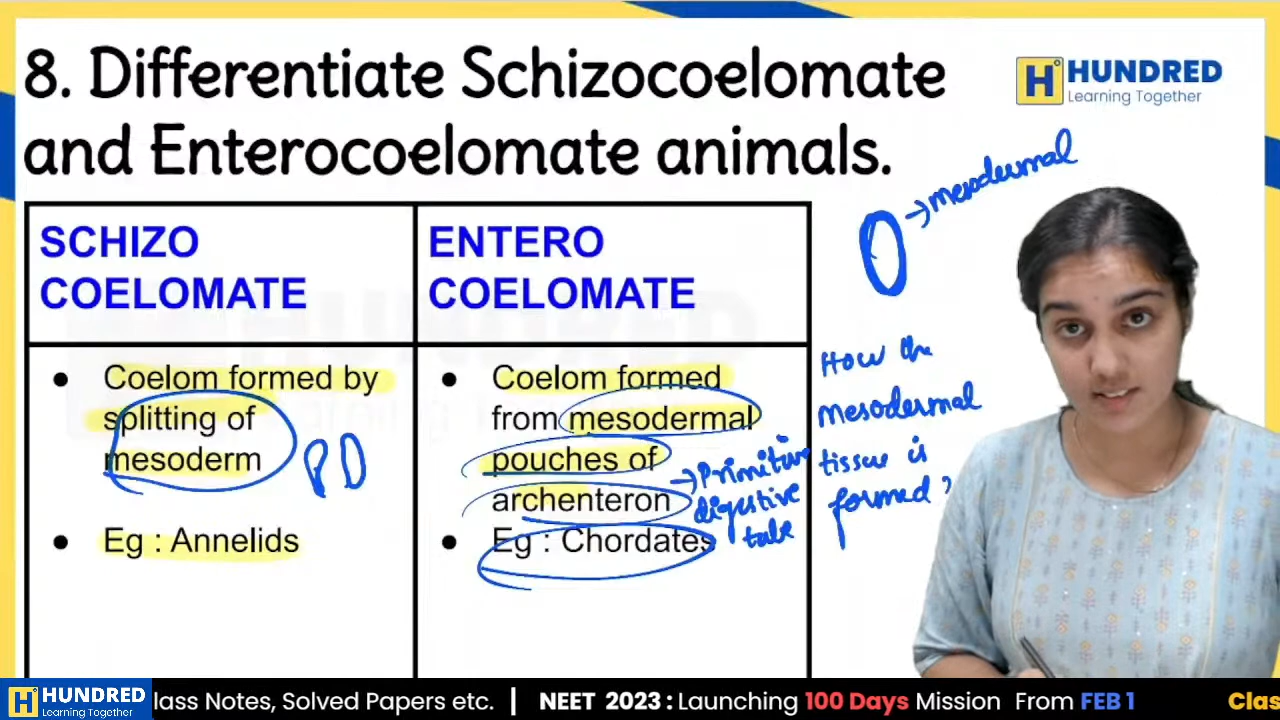 8. Differentiate Schizocoelomate
and Enterocoelomate animals.
HUNDRED
Learning Together
mesodermal
SCHIZO
COELOMATE
ENTERO
COELOMATE
Coelom formed by
splitting of
mesoderm
Eg : Annelids
Coelom formed
from mesodermal
pouches of
archenteron
Eg : Chordates
Primitive
digestive
tube
How the
mesodermal
tissue is
formed ?
HUNDRED
Learning Together
lass Notes, Solved Papers etc. | NEET 2023 : Launching 100 Days Mission From FEB 1 Clas